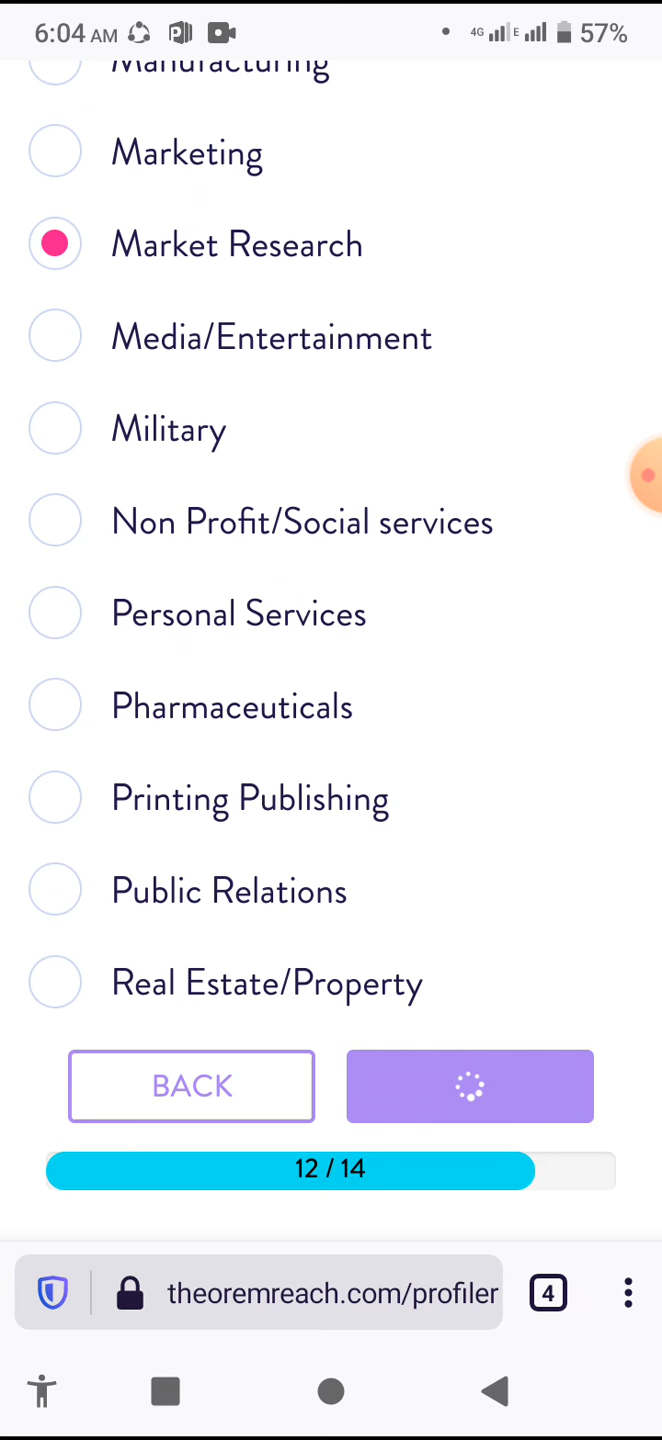 6:04 AM
4G
E
57%
Manufacturing
Marketing
Market Research
Media/Entertainment
Military
Non Profit/Social services
Personal Services
Pharmaceuticals
Printing Publishing
Public Relations
Real Estate/Property
BACK
12 / 14
theoremreach.com/profiler
4